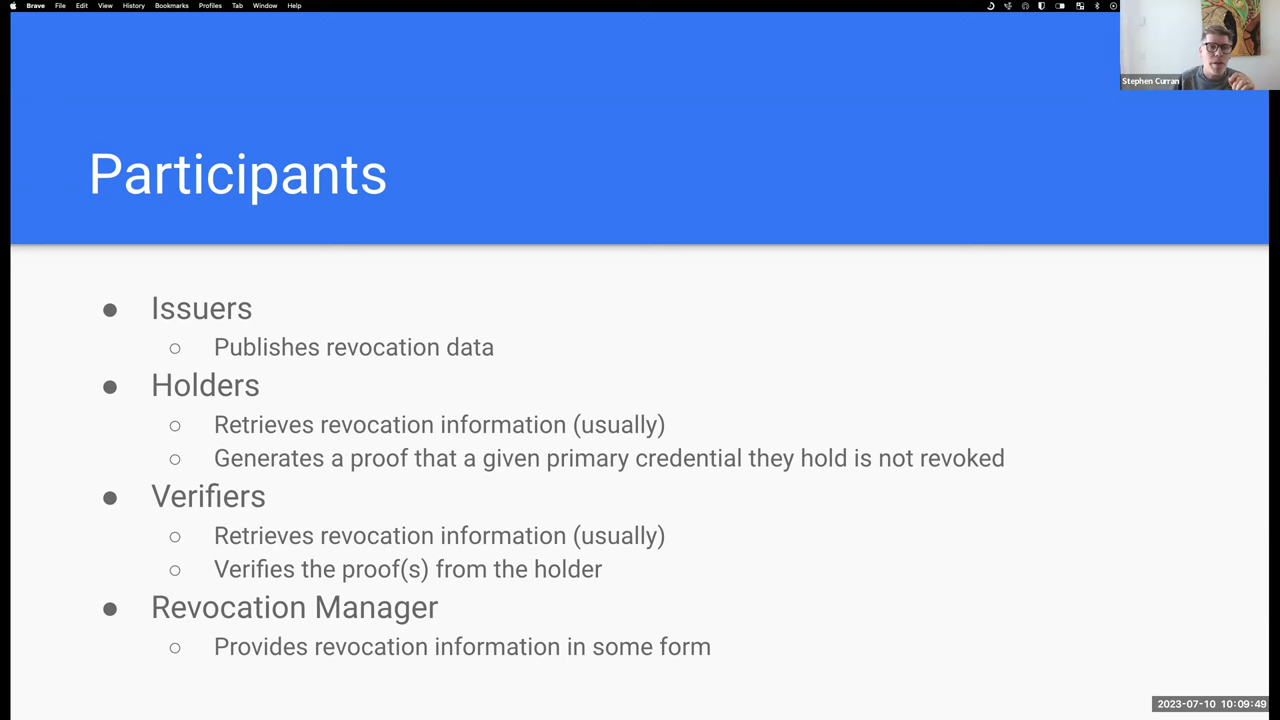 Brave File Edit View History Bookmarks Profiles Tab Window Help
Stephen Curran
Participants
● Issuers
○ Publishes revocation data
● Holders
○ Retrieves revocation information (usually)
○ Generates a proof that a given primary credential they hold is not revoked
● Verifiers
○ Retrieves revocation information (usually)
○ Verifies the proof(s) from the holder
● Revocation Manager
○ Provides revocation information in some form
2023-07-10 10:09:49